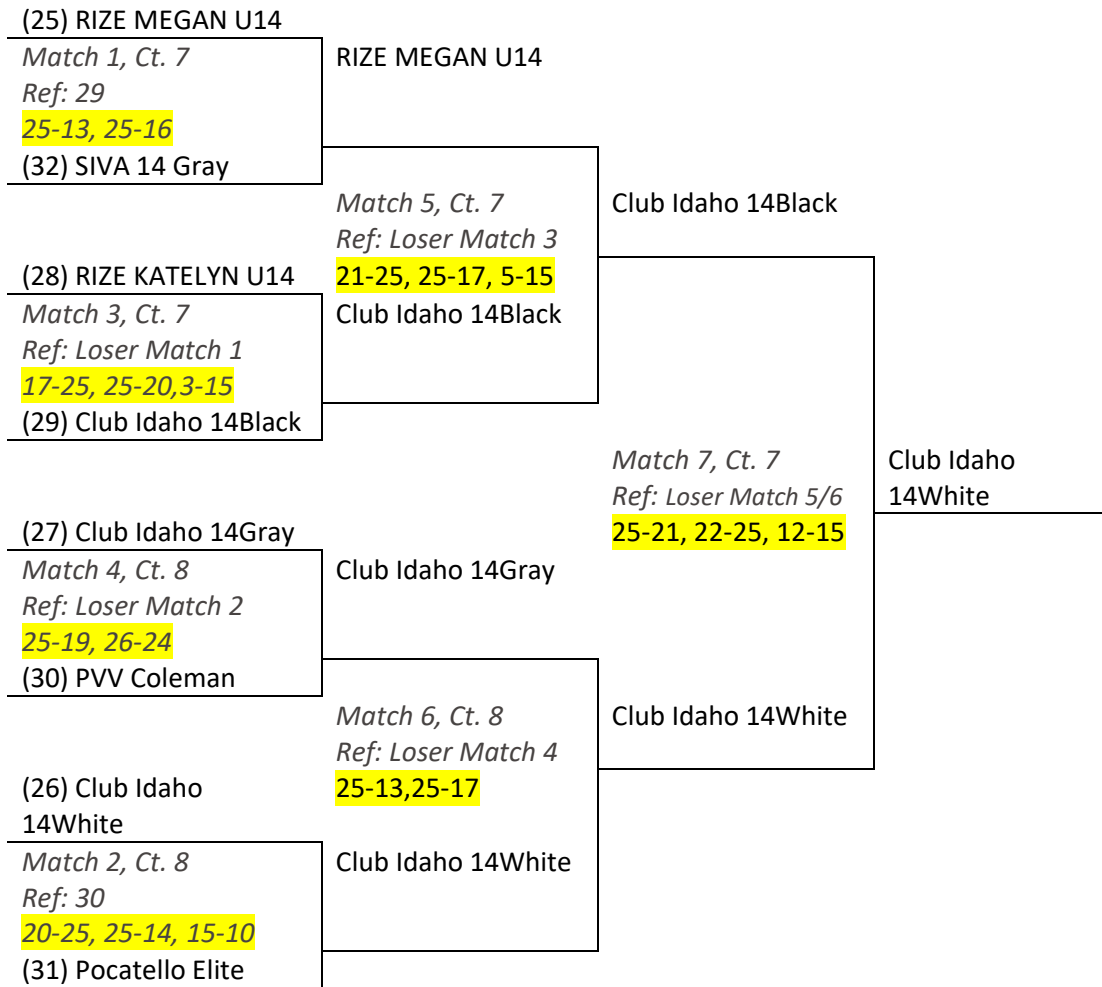 (25) RIZE MEGAN U14
Match 1, Ct. 7
Ref: 29
25-13, 25-16
(32) SIVA 14 Gray
(28) RIZE KATELYN U14
Match 3, Ct. 7
Ref: Loser Match 1
17-25, 25-20,3-15
(29) Club Idaho 14Black
(27) Club Idaho 14Gray
Match 4, Ct. 8
Ref: Loser Match 2
25-19, 26-24
(30) PVV Coleman
(26) Club Idaho
14White
Match 2, Ct. 8
Ref: 30
20-25, 25-14, 15-10
(31) Pocatello Elite
RIZE MEGAN U14
Match 5, Ct. 7
Ref: Loser Match 3
21-25, 25-17, 5-15
Club Idaho 14Black
Club Idaho 14Gray
Match 6, Ct. 8
Ref: Loser Match 4
25-13,25-17
Club Idaho 14White
Club Idaho 14Black
Match 7, Ct. 7
Ref: Loser Match 5/6
25-21, 22-25, 12-15
Club Idaho 14White
Club Idaho
14White